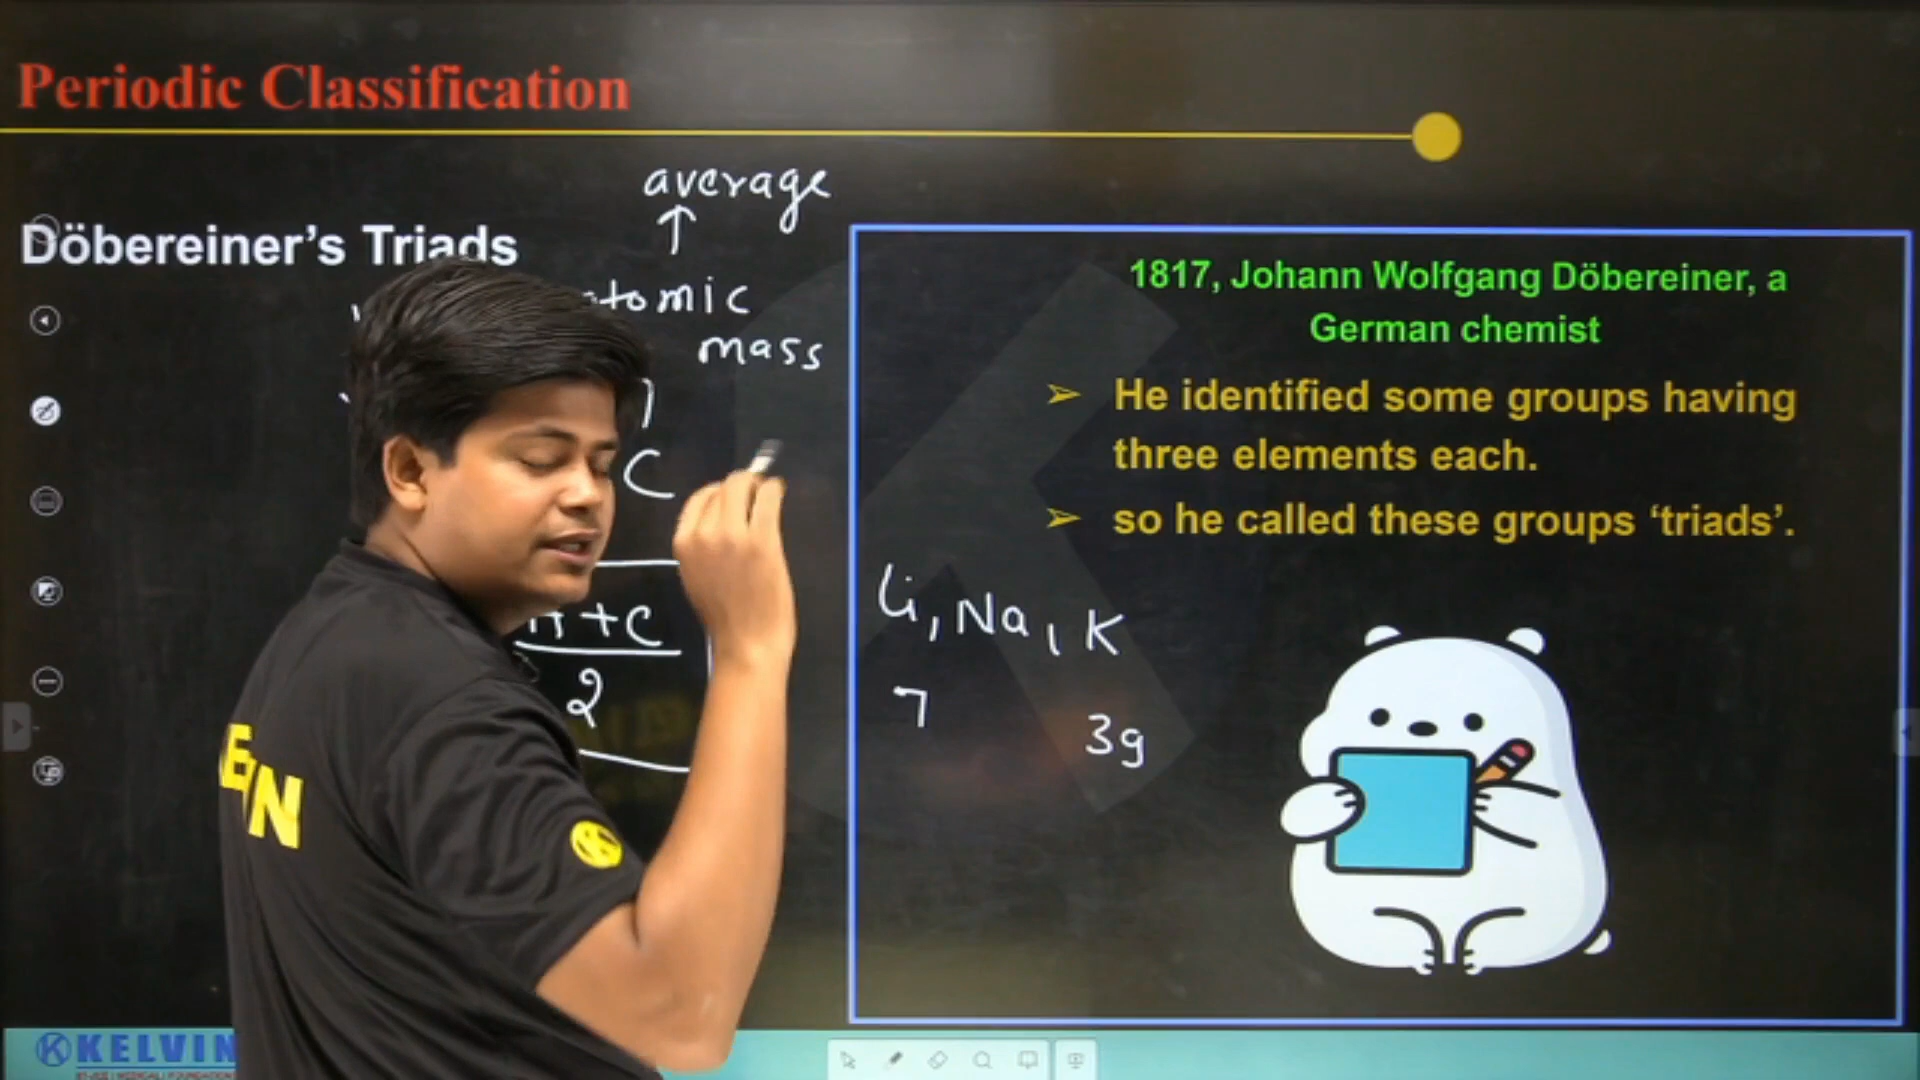 Periodic Classification
average
↑
Döbereiner's Triads
atomic
mass
C
A + C
2
1817, Johann Wolfgang Döbereiner, a
German chemist
➢ He identified some groups having
three elements each.
➢ so he called these groups 'triads'.
Li, Na, K
7 39
EVIN
KELVIN